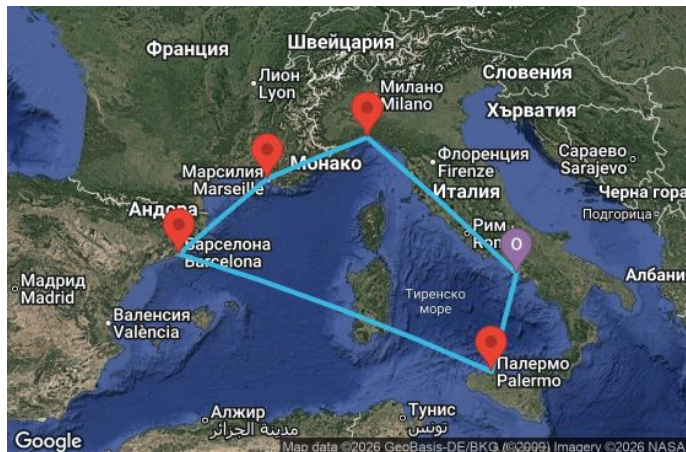 Франция
Швейцария
Лион
Lyon
Милано
Milano
Словения
Хърватия
Марсилия
Marseille
Монако
Флоренция
Firenze
Италия
Сараево
Sarajevo
Черна гора
Подгорица
Андора
Рим
Барселона
Barcelona
O
Мадрид
Madrid
Валенсия
València
Тиренско
море
Палермо
Palermo
Алжир
مدينة الجزائر
Тунис
تونس
Google
Map data ©2026 GeoBasis-DE/BKG (©2009) Imagery ©2026 NASA